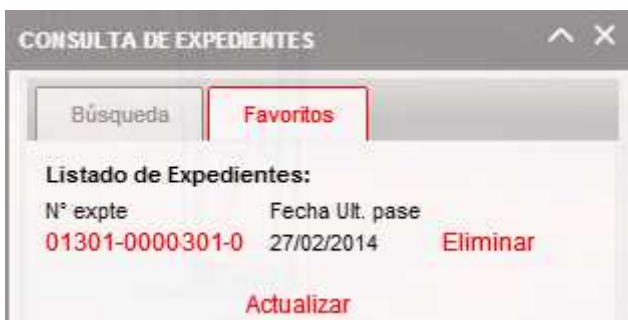 CONSULTA DE EXPEDIENTES
Búsqueda Favoritos
Listado de Expedientes:
N° expte Fecha Ult. pase
01301-0000301-0 27/02/2014 Eliminar
Actualizar